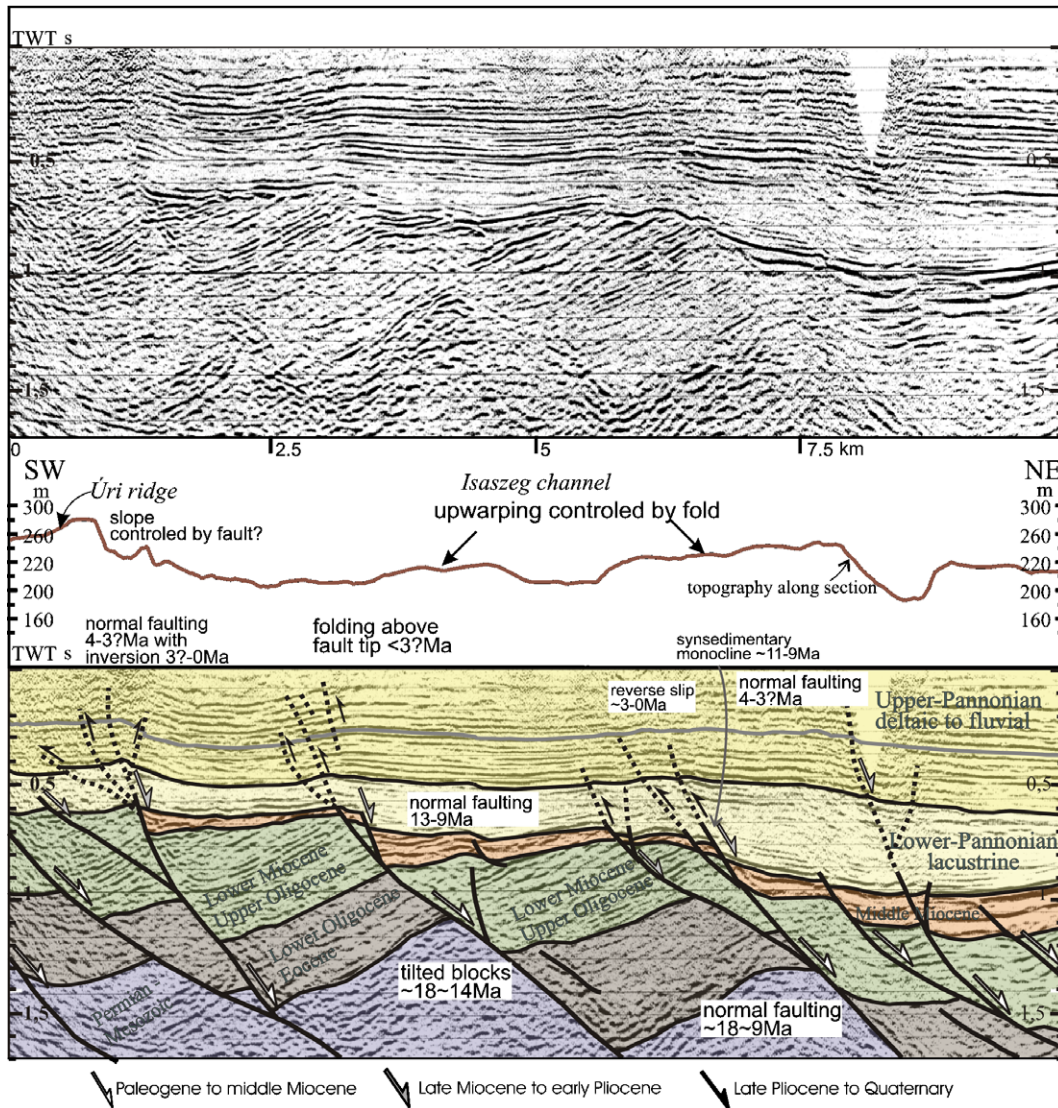 TWT s
0.5
0.5
1
1
1,5
1,5
0
2.5
5
7.5 km
SW
NE
m
m
Úri ridge
Isaszeg channel
300
300
slope
controled by fault?
upwarping controled by fold
260
260
220
220
topography along section
200
200
160
160
normal faulting
4-3?Ma with
inversion 3?-0Ma
folding above
fault tip <3?Ma
synsedimentary
monocline ~11-9Ma
TWT s
reverse slip
~3-0Ma
normal faulting
4-3?Ma
Upper-Pannonian
deltaic to fluvial
0,5
0,5
normal faulting
13-9Ma
Lower-Pannonian
lacustrine
Lower Miocene
Upper Oligocene
Lower Miocene
Upper Oligocene
1
1
Middle Miocene
Lower Oligocens
Eocene
tilted blocks
~18~14Ma
Permian
Mesozoic
normal faulting
~18~9Ma
1,5
1,5
Paleogene to middle Miocene
Late Miocene to early Pliocene
Late Pliocene to Quaternary